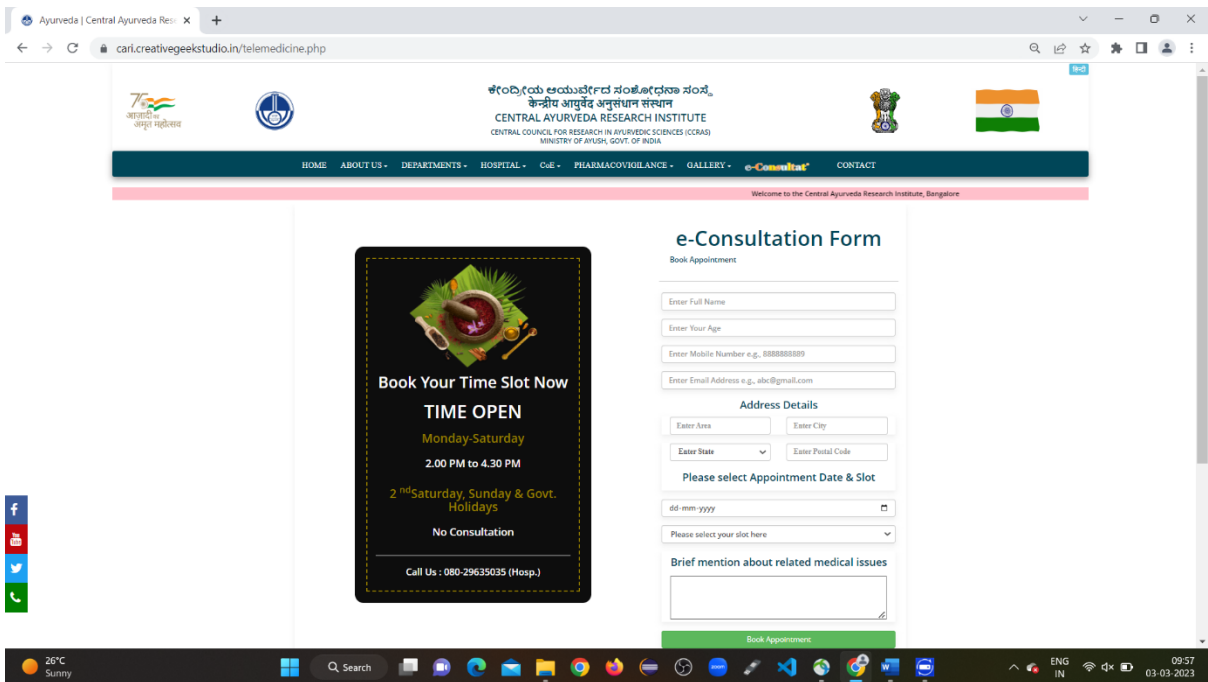 Ayurveda | Central Ayurveda Rese
cari.creativegeekstudio.in/telemedicine.php
हिन्दी
आज़ादी का
अमृत महोत्सव
ಕೇಂದ್ರೀಯ ಆಯುರ್ವೇದ ಸಂಶೋಧನಾ ಸಂಸ್ಥೆ
केन्द्रीय आयुर्वेद अनुसंधान संस्थान
CENTRAL AYURVEDA RESEARCH INSTITUTE
CENTRAL COUNCIL FOR RESEARCH IN AYURVEDIC SCIENCES (CCRAS)
MINISTRY OF AYUSH, GOVT. OF INDIA
HOME ABOUT US DEPARTMENTS HOSPITAL CoE PHARMACOVIGILANCE GALLERY e-Consultat* CONTACT
Welcome to the Central Ayurveda Research Institute, Bangalore
Book Your Time Slot Now
TIME OPEN
Monday-Saturday
2.00 PM to 4.30 PM
2 ndSaturday, Sunday & Govt.
Holidays
No Consultation
Call Us : 080-29635035 (Hosp.)
e-Consultation Form
Book Appointment
Enter Full Name
Enter Your Age
Enter Mobile Number e.g., 8888888889
Enter Email Address e.g., abc@gmail.com
Address Details
Enter Area Enter City
Enter State Enter Postal Code
Please select Appointment Date & Slot
dd-mm-yyyy
Please select your slot here
Brief mention about related medical issues
Book Appointment
26°C
Sunny
Search
zoom
ENG
IN
09:57
03-03-2023